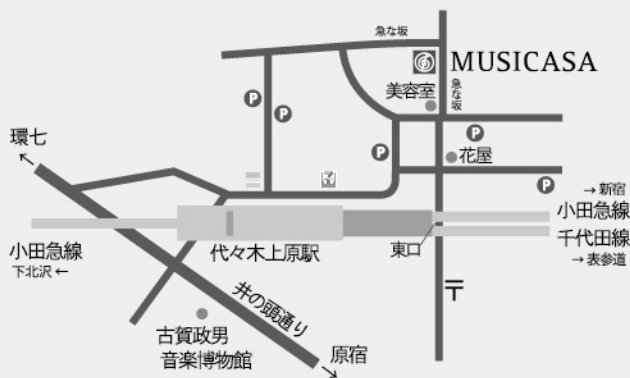 急な坂
MUSICASA
急な坂
美容室
P
P
P
P
花屋
P
環七
→ 新宿
小田急線
千代田線
→ 表参道
小田急線
下北沢 ←
代々木上原駅
東口
〒
井の頭通り
古賀政男
音楽博物館
原宿